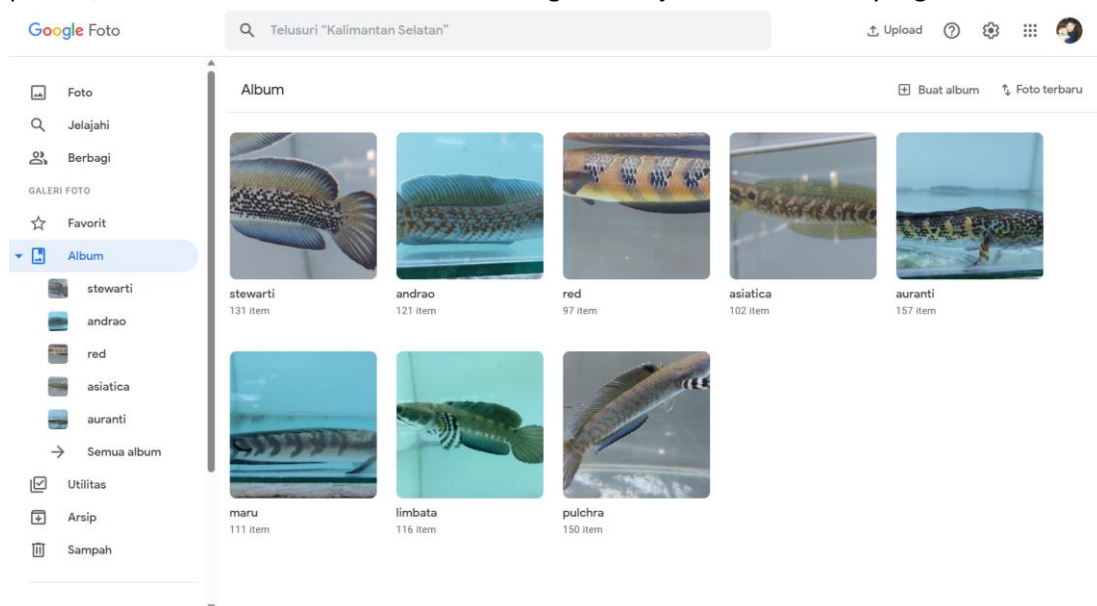 Google Foto
Telusuri "Kalimantan Selatan"
Upload
Foto
Jelajahi
Berbagi
GALERI FOTO
Favorit
Album
stewarti
andrao
red
asiatica
auranti
Semua album
Utilitas
Arsip
Sampah
Album
Buat album
Foto terbaru
stewarti
131 item
andrao
121 item
red
97 item
asiatica
102 item
auranti
157 item
maru
111 item
limbata
116 item
pulchra
150 item